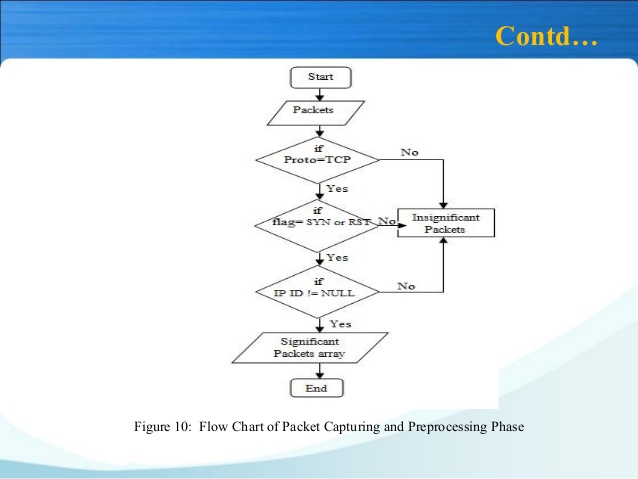 Contd…
Start
Packets
if
Proto=TCP
No
Yes
if
flag= SYN or RST
No
Insignificant
Packets
Yes
if
IP ID != NULL
No
Yes
Significant
Packets array
End
Figure 10: Flow Chart of Packet Capturing and Preprocessing Phase